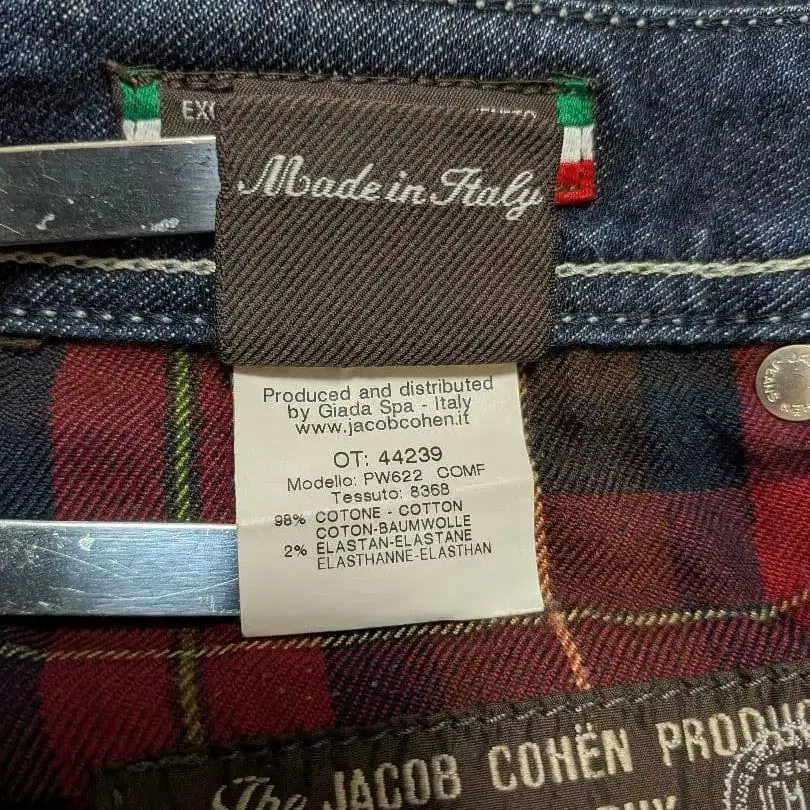 Made in Italy
Produced and distributed
by Giada Spa - Italy
www.jacobcohen.it
OT: 44239
Modello: PW622 COMF
Tessuto: 8368
98% COTONE - COTTON
COTON-BAUMWOLLE
2% ELASTAN-ELASTANE
ELASTHANNE-ELASTHAN
The JACOB COHËN